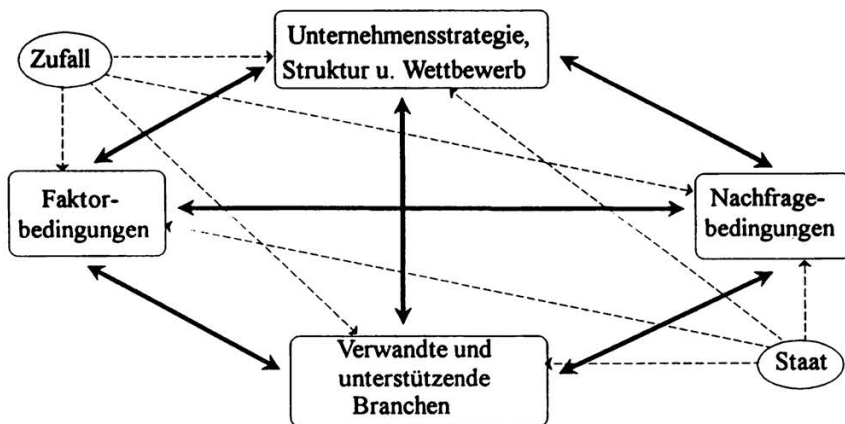 Unternehmensstrategie,
Struktur u. Wettbewerb
Zufall
Faktor-
bedingungen
Nachfrage-
bedingungen
Verwandte und
unterstützende
Branchen
Staat